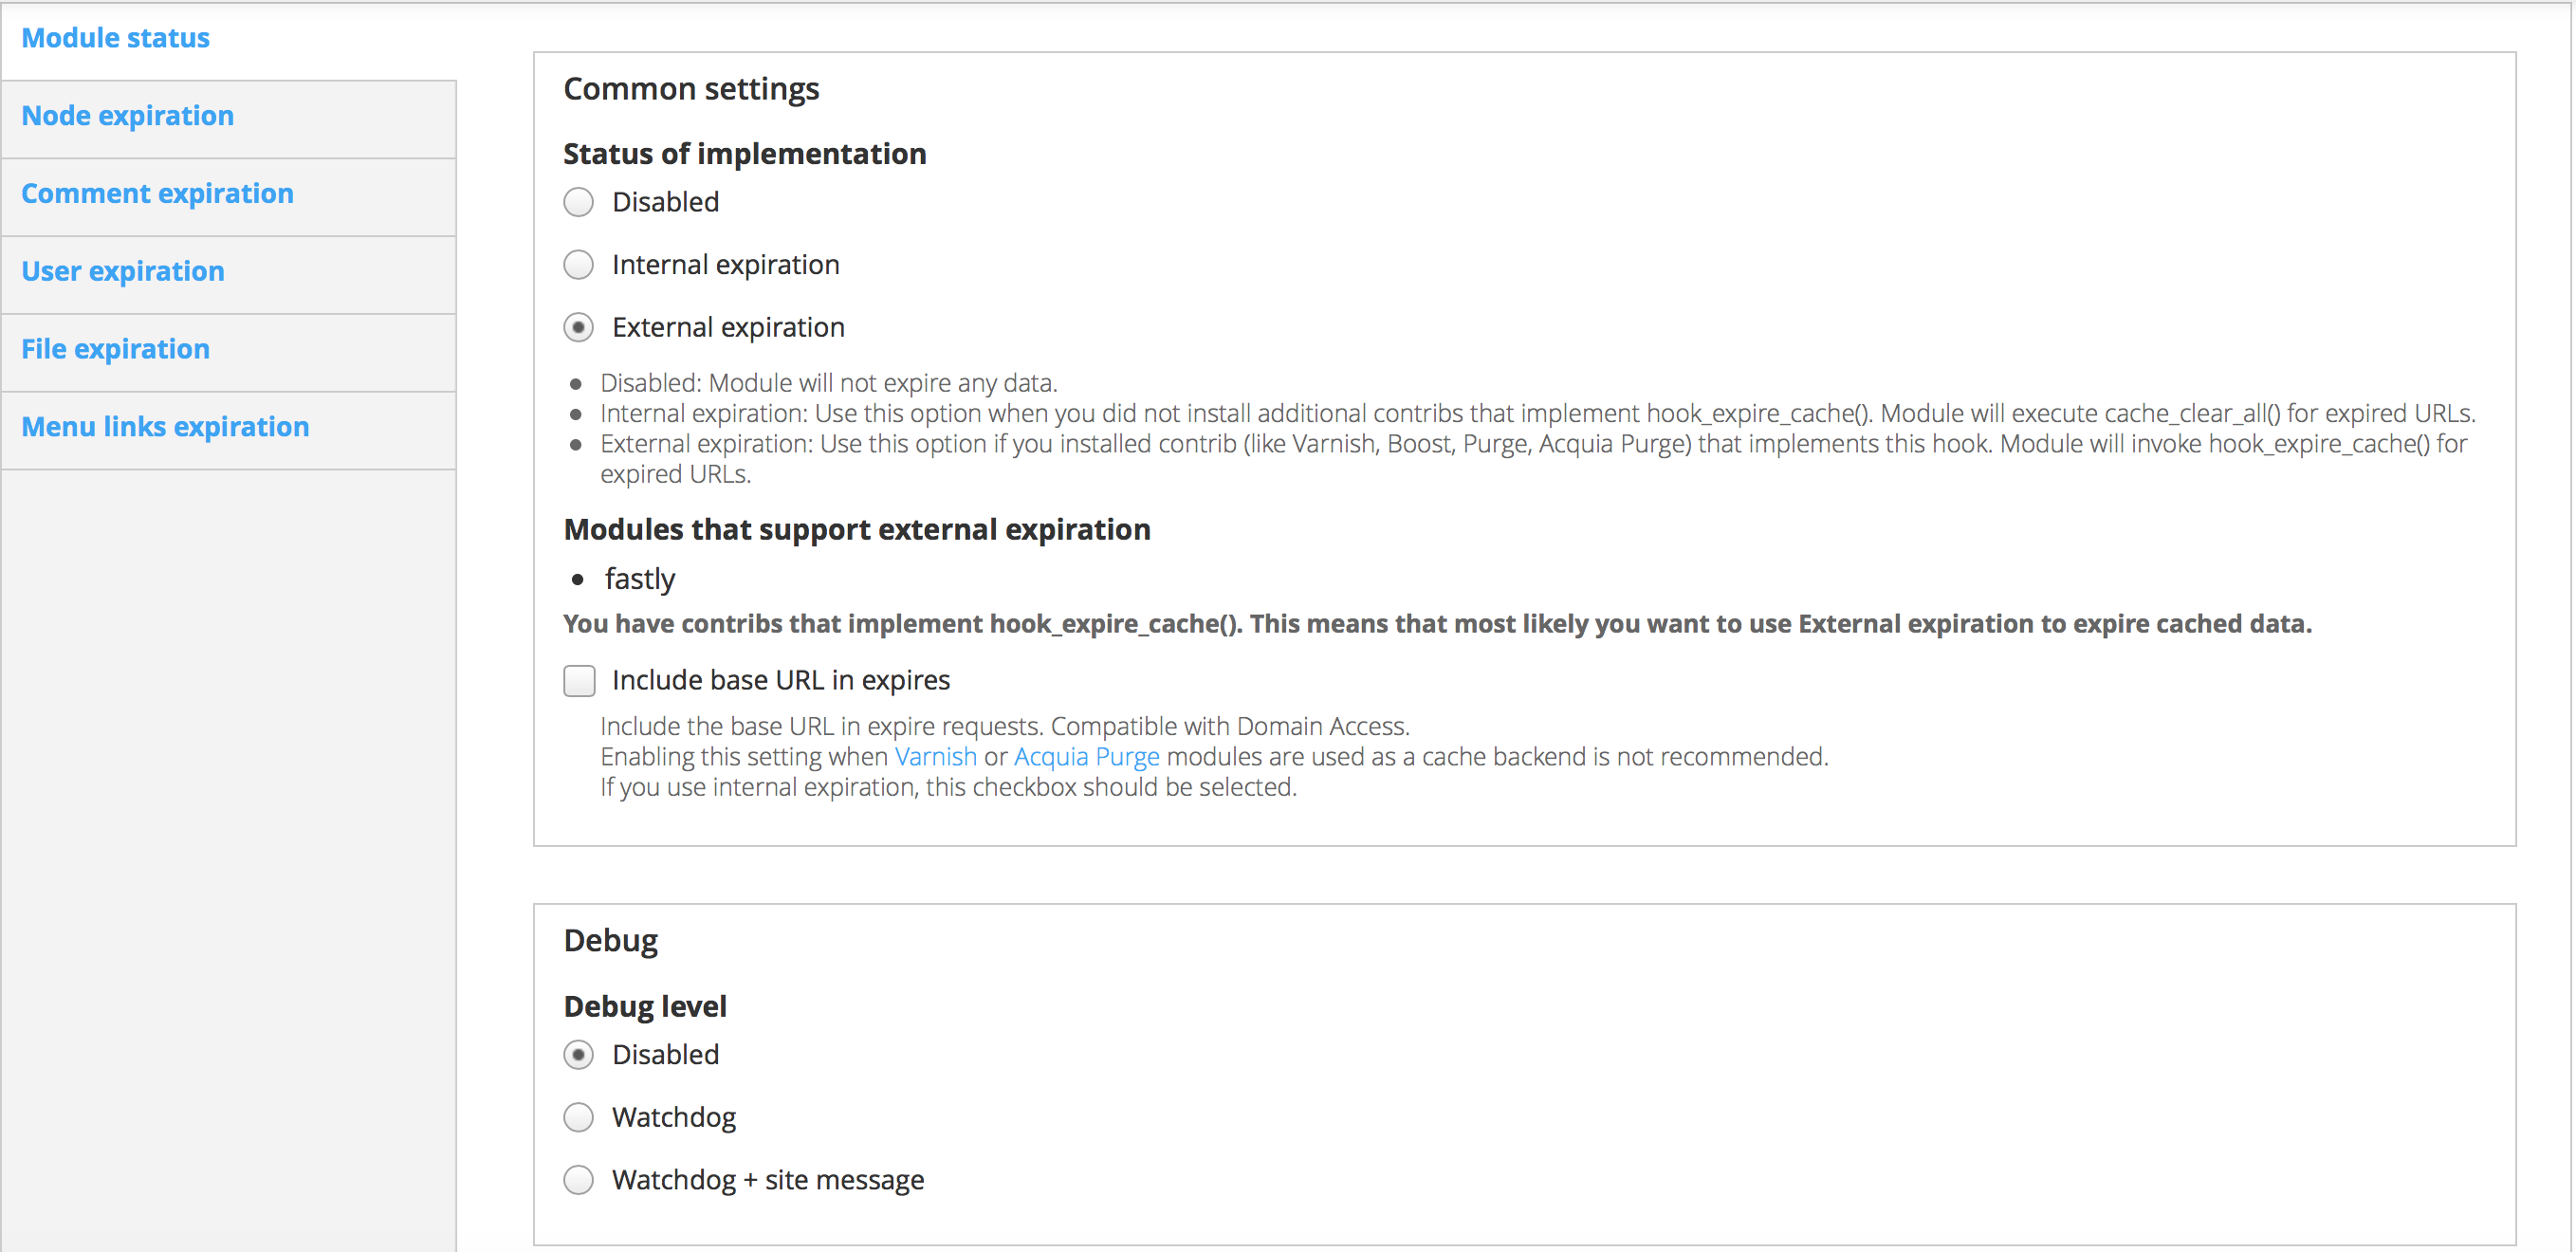 Module status
Node expiration
Comment expiration
User expiration
File expiration
Menu links expiration
Common settings
Status of implementation
Disabled
Internal expiration
External expiration
Disabled: Module will not expire any data.
Internal expiration: Use this option when you did not install additional contribs that implement hook_expire_cache(). Module will execute cache_clear_all() for expired URLs.
External expiration: Use this option if you installed contrib (like Varnish, Boost, Purge, Acquia Purge) that implements this hook. Module will invoke hook_expire_cache() for
expired URLs.
Modules that support external expiration
fastly
You have contribs that implement hook_expire_cache(). This means that most likely you want to use External expiration to expire cached data.
Include base URL in expires
Include the base URL in expire requests. Compatible with Domain Access.
Enabling this setting when Varnish or Acquia Purge modules are used as a cache backend is not recommended.
If you use internal expiration, this checkbox should be selected.
Debug
Debug level
Disabled
Watchdog
Watchdog + site message